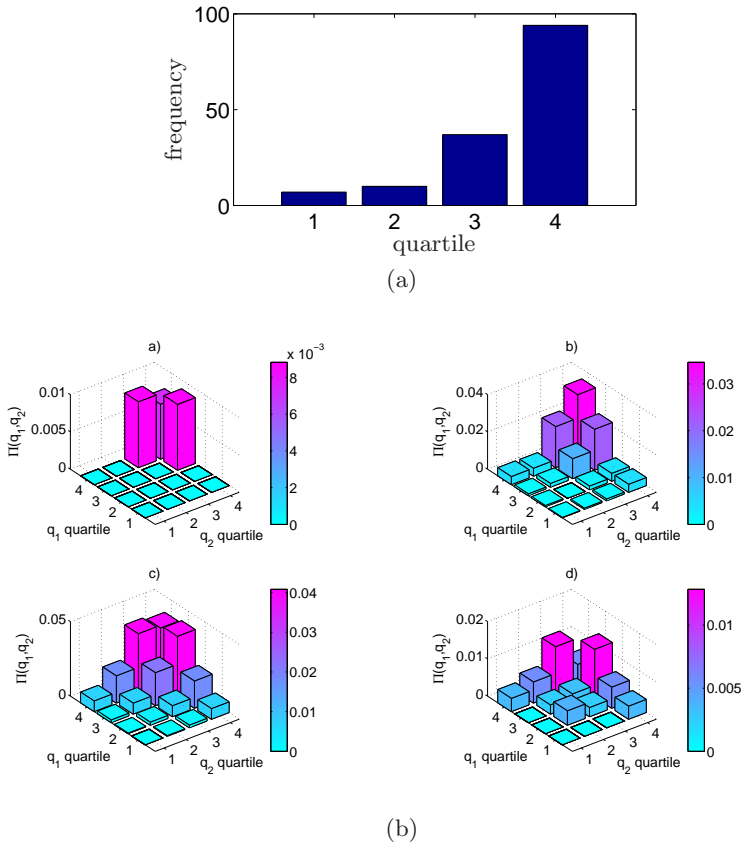 100
50
0
frequency
1 2 3 4
quartile
(a)
a)
x 10⁻³
0.01
0.005
0
Π(q₁,q₂)
4 3 2 1
q₁ quartile
1 2 3 4
q₂ quartile
8
6
4
2
0
b)
0.04
0.02
0
Π(q₁,q₂)
4 3 2 1
q₁ quartile
1 2 3 4
q₂ quartile
0.03
0.02
0.01
0
c)
0.05
0
Π(q₁,q₂)
4 3 2 1
q₁ quartile
1 2 3 4
q₂ quartile
0.04
0.03
0.02
0.01
0
d)
0.02
0.01
0
Π(q₁,q₂)
4 3 2 1
q₁ quartile
1 2 3 4
q₂ quartile
0.01
0.005
0
(b)